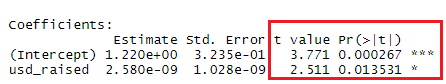 Coefficients:
Estimate Std. Error t value Pr(>|t|)
(Intercept) 1.220e+00 3.235e-01 3.771 0.000267 ***
usd_raised 2.580e-09 1.028e-09 2.511 0.013531 *